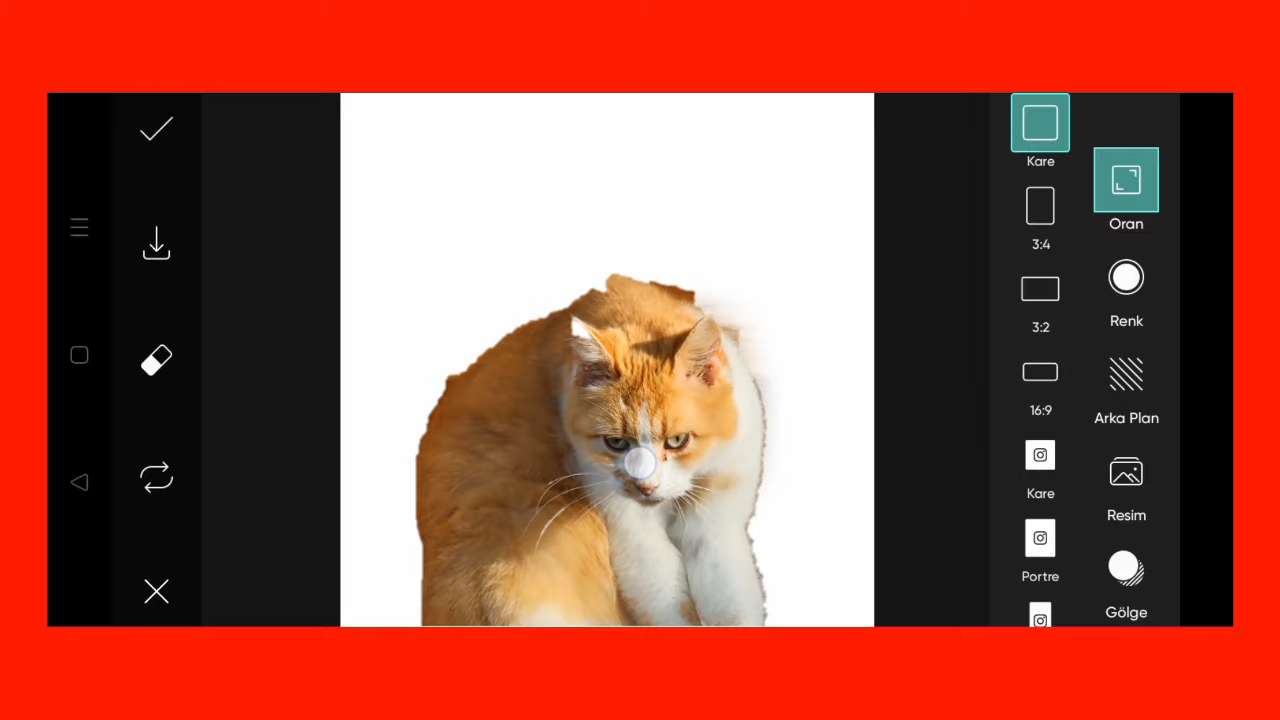 Kare
3:4
3:2
16:9
Kare
Portre
Oran
Renk
Arka Plan
Resim
Gölge